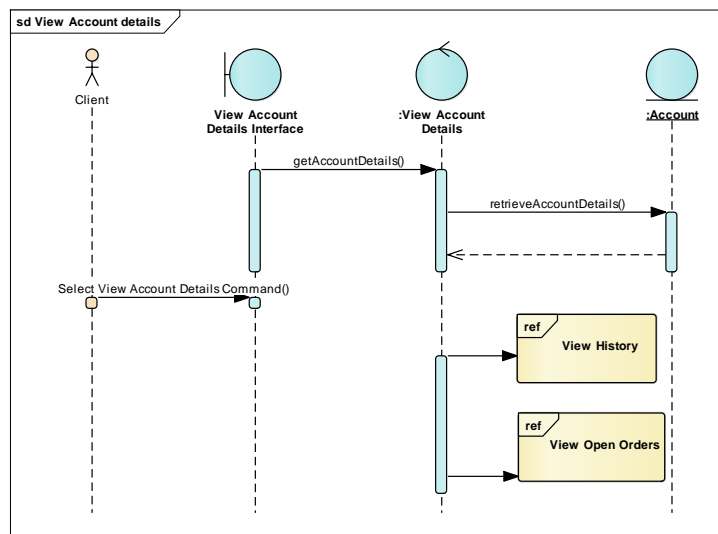 sd View Account details
Client
View Account
Details Interface
:View Account
Details
:Account
getAccountDetails()
retrieveAccountDetails()
Select View Account Details Command()
ref
View History
ref
View Open Orders